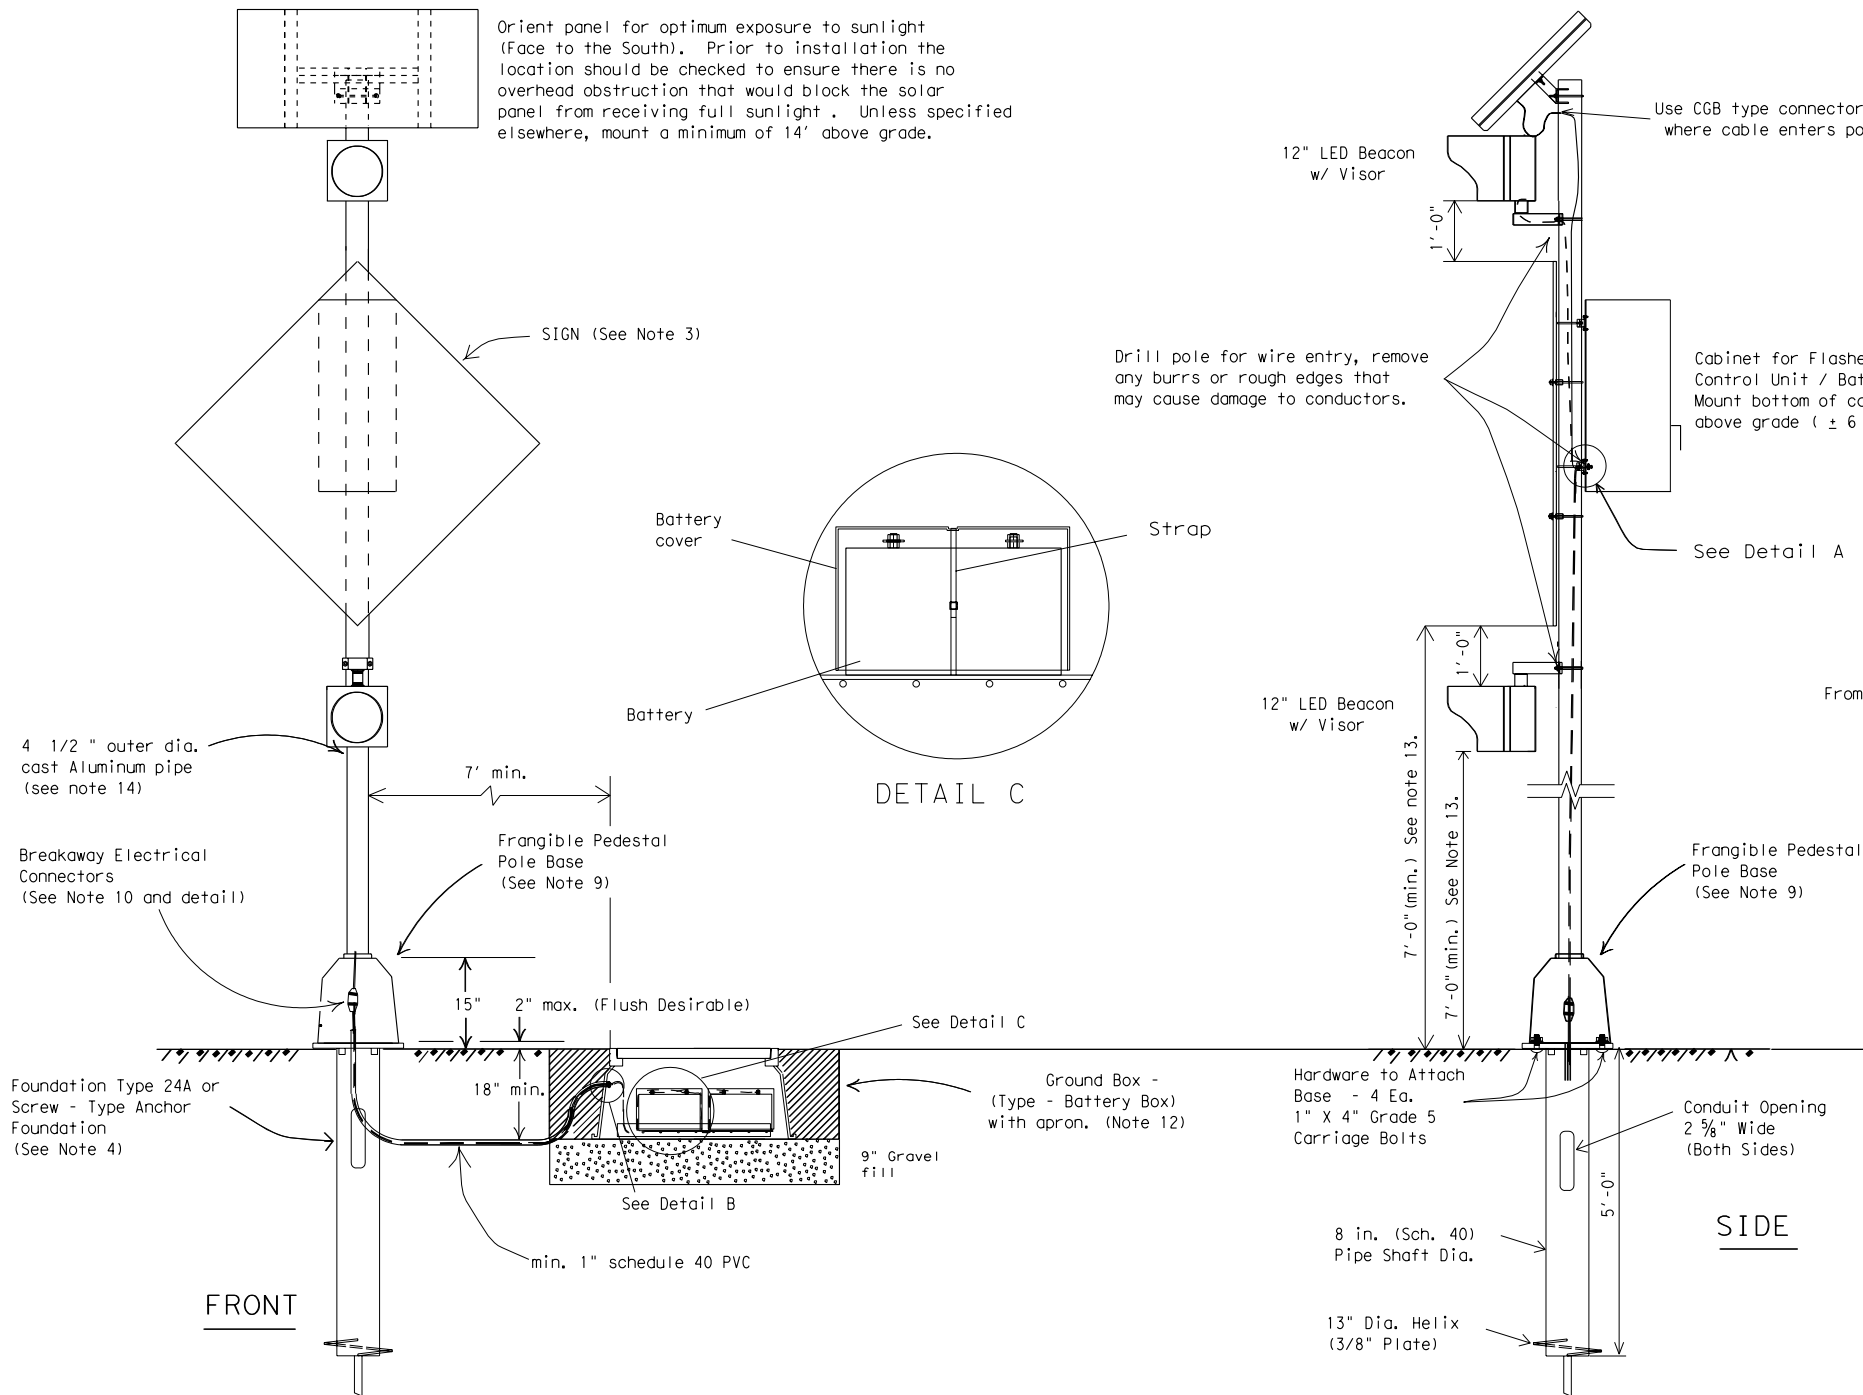 Orient panel for optimum exposure to sunlight
(Face to the South). Prior to installation the
location should be checked to ensure there is no
overhead obstruction that would block the solar
panel from receiving full sunlight . Unless specified
elsewhere, mount a minimum of 14' above grade.
SIGN (See Note 3)
4 1/2 " outer dia.
cast Aluminum pipe
(see note 14)
7' min.
Breakaway Electrical
Connectors
(See Note 10 and detail)
Frangible Pedestal
Pole Base
(See Note 9)
15"
2" max. (Flush Desirable)
18" min.
See Detail C
Foundation Type 24A or
Screw - Type Anchor
Foundation
(See Note 4)
Ground Box -
(Type - Battery Box)
with apron. (Note 12)
9" Gravel
fill
See Detail B
min. 1" schedule 40 PVC
FRONT
Battery
cover
Strap
Battery
DETAIL C
12" LED Beacon
w/ Visor
Use CGB type connector
where cable enters po
1'-0"
Drill pole for wire entry, remove
any burrs or rough edges that
may cause damage to conductors.
Cabinet for Flashe
Control Unit / Bat
Mount bottom of ca
above grade ( ± 6
See Detail A
1'-0"
12" LED Beacon
w/ Visor
From
7'-0"(min.) See note 13.
7'-0"(min.) See Note 13.
Frangible Pedestal
Pole Base
(See Note 9)
Hardware to Attach
Base - 4 Ea.
1" X 4" Grade 5
Carriage Bolts
Conduit Opening
2 5/8" Wide
(Both Sides)
5'-0"
8 in. (Sch. 40)
Pipe Shaft Dia.
13" Dia. Helix
(3/8" Plate)
SIDE